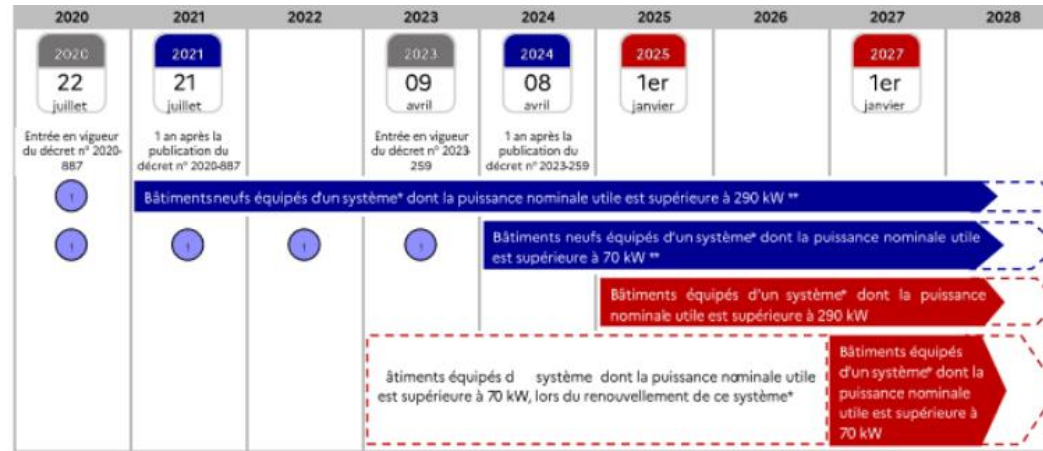 2020 2021 2022 2023 2024 2025 2026 2027 2028
2020
22
juillet
2021
21
juillet
2023
09
avril
2024
08
avril
2025
1er
janvier
2027
1er
janvier
Entrée en vigueur
du décret n° 2020-
887
1 an après la
publication du
décret n° 2020-887
Entrée en vigueur
du décret n° 2023-
259
1 an après la
publication du
décret n° 2023-259
Bâtiments neufs équipés d'un système* dont la puissance nominale utile est supérieure à 290 kW **
Bâtiments neufs équipés d'un système* dont la puissance nominale utile
est supérieure à 70 kW **
Bâtiments équipés d'un système* dont la puissance
nominale utile est supérieure à 290 kW
âtiments équipés d système dont la puissance nominale utile
est supérieure à 70 kW, lors du renouvellement de ce système*
Bâtiments équipés
d'un système* dont la
puissance nominale
utile est supérieure à
70 kW